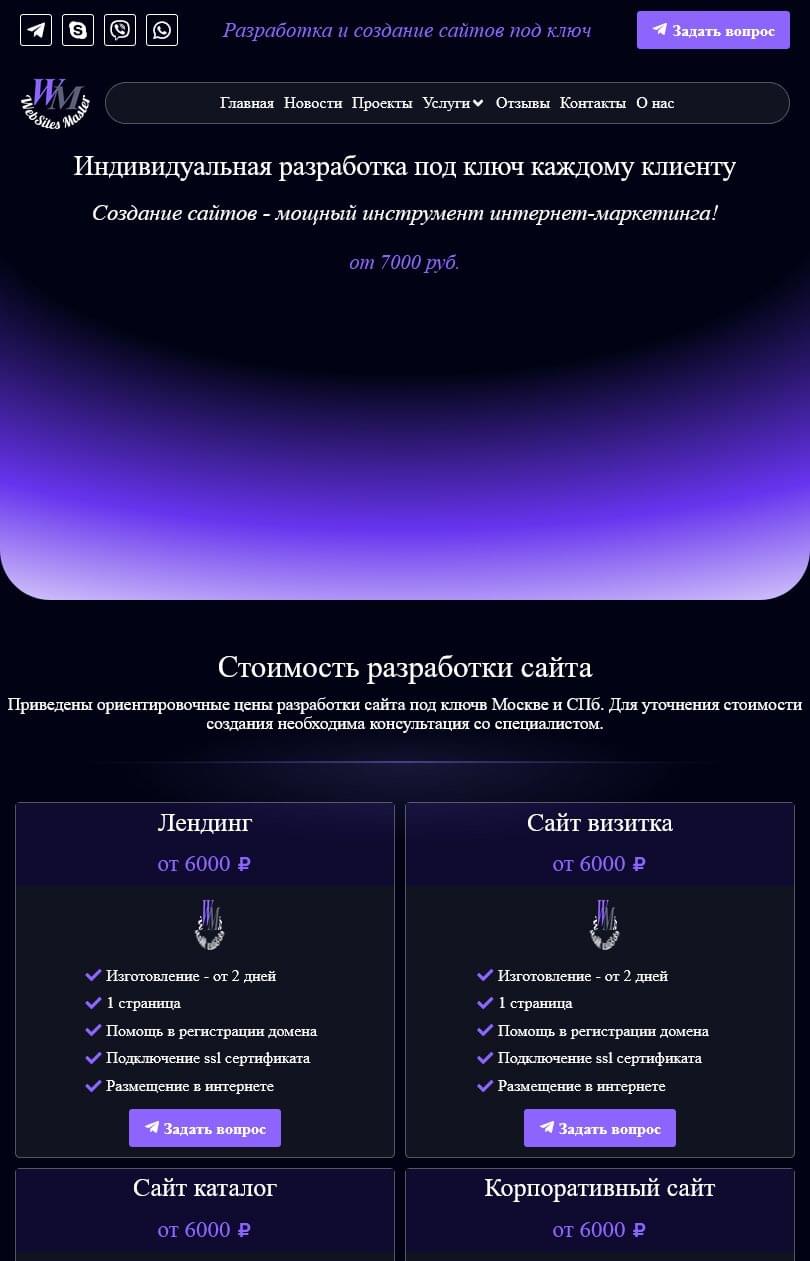 Разработка и создание сайтов под ключ
Задать вопрос
WM
WebSites Master
Главная Новости Проекты Услуги Отзывы Контакты О нас
Индивидуальная разработка под ключ каждому клиенту
Создание сайтов - мощный инструмент интернет-маркетинга!
от 7000 руб.
Стоимость разработки сайта
Приведены ориентировочные цены разработки сайта под ключв Москве и СПб. Для уточнения стоимости
создания необходима консультация со специалистом.
Лендинг
от 6000 ₽
WM
Изготовление - от 2 дней
1 страница
Помощь в регистрации домена
Подключение ssl сертификата
Размещение в интернете
Задать вопрос
Сайт визитка
от 6000 ₽
WM
Изготовление - от 2 дней
1 страница
Помощь в регистрации домена
Подключение ssl сертификата
Размещение в интернете
Задать вопрос
Сайт каталог
от 6000 ₽
Корпоративный сайт
от 6000 ₽